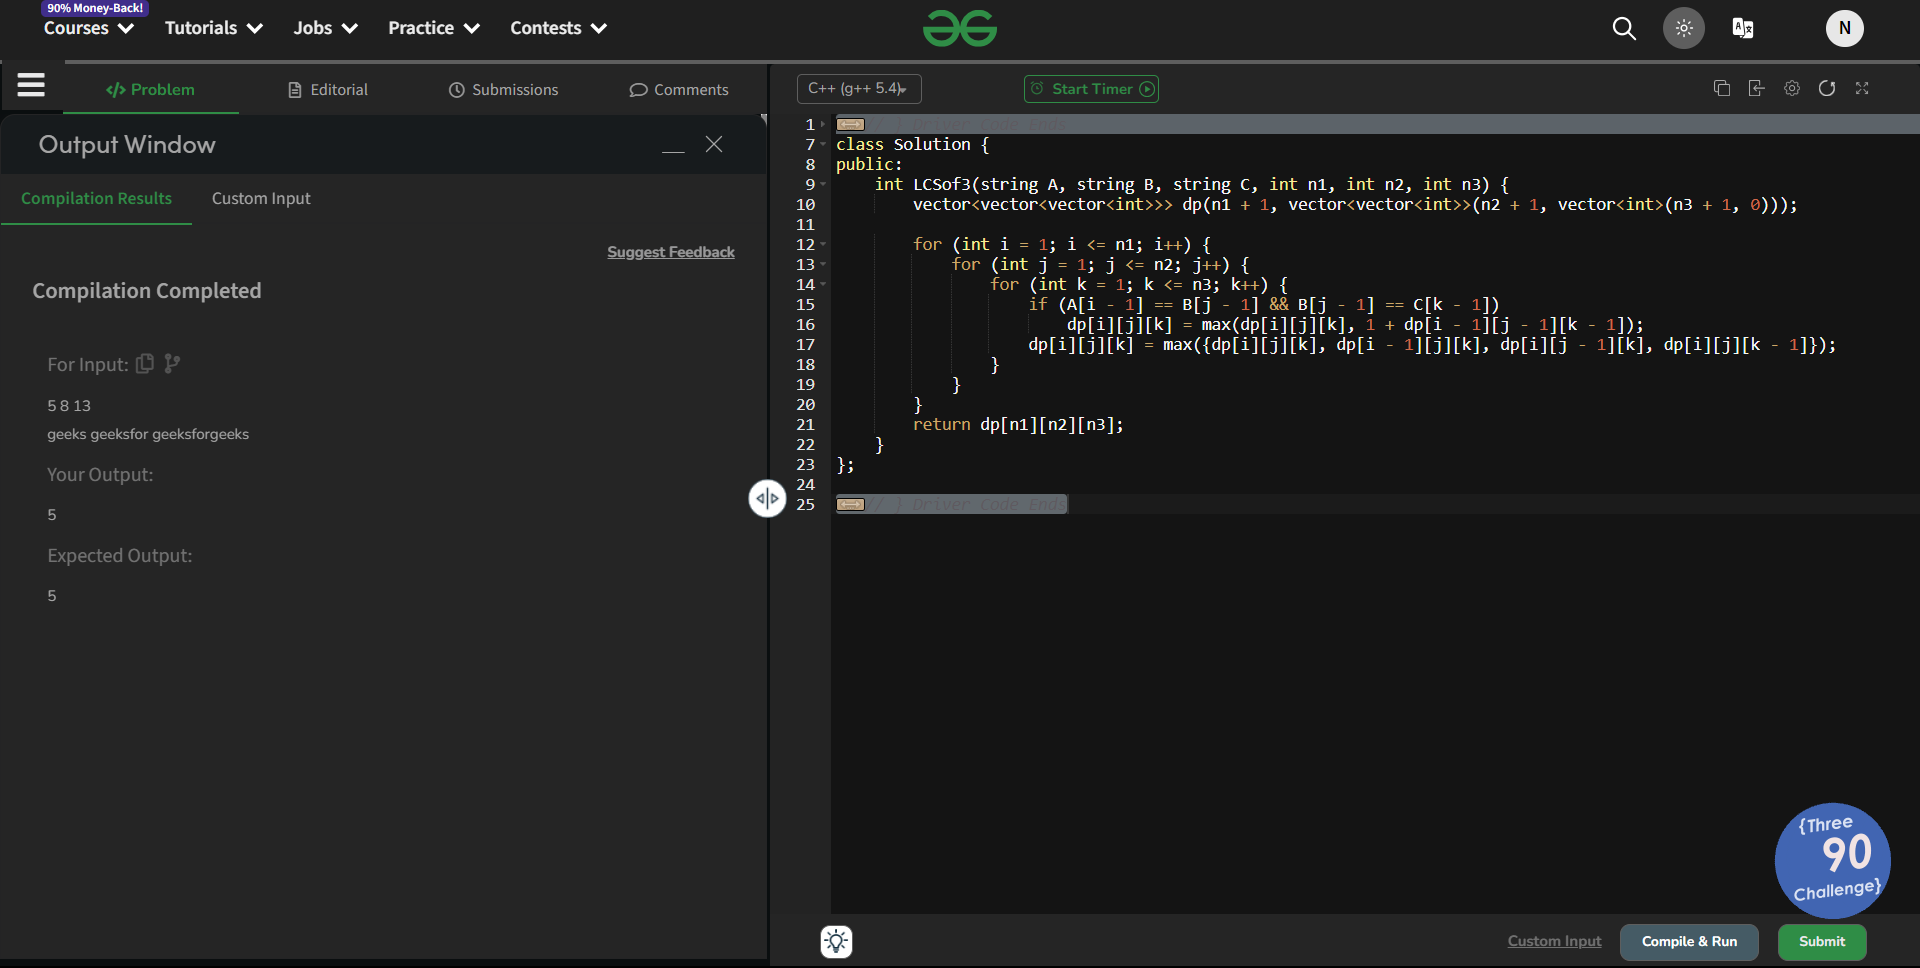 90% Money-Back!
Courses Tutorials Jobs Practice Contests N
Problem Editorial Submissions Comments
Output Window
Compilation Results Custom Input
Suggest Feedback
Compilation Completed
For Input:
5 8 13
geeks geeksfor geeksforgeeks
Your Output:
5
Expected Output:
5
C++ (g++ 5.4) Start Timer
1 // } Driver Code Ends
7 class Solution {
8 public:
9 int LCSof3(string A, string B, string C, int n1, int n2, int n3) {
10 vector<vector<vector<int>>> dp(n1 + 1, vector<vector<int>>(n2 + 1, vector<int>(n3 + 1, 0)));
11
12 for (int i = 1; i <= n1; i++) {
13 for (int j = 1; j <= n2; j++) {
14 for (int k = 1; k <= n3; k++) {
15 if (A[i - 1] == B[j - 1] && B[j - 1] == C[k - 1])
16 dp[i][j][k] = max(dp[i][j][k], 1 + dp[i - 1][j - 1][k - 1]);
17 dp[i][j][k] = max({dp[i][j][k], dp[i - 1][j][k], dp[i][j - 1][k], dp[i][j][k - 1]});
18 }
19 }
20 }
21 return dp[n1][n2][n3];
22 }
23 };
24
25 // } Driver Code Ends
{Three
90
Challenge}
Custom Input Compile & Run Submit